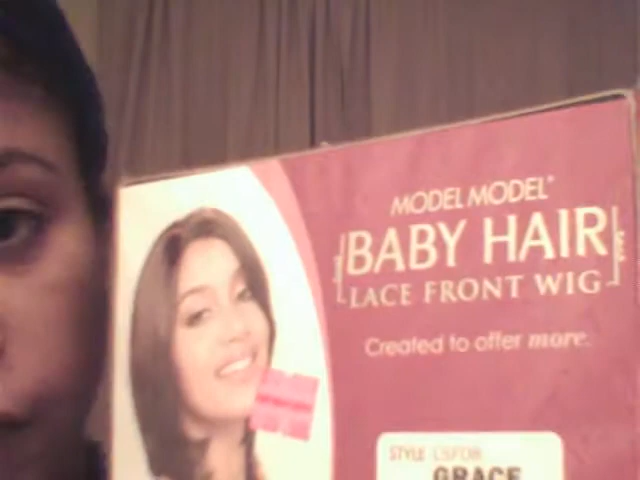 MODEL MODEL®
BABY HAIR
LACE FRONT WIG
Created to offer more.
STYLE
GRACE